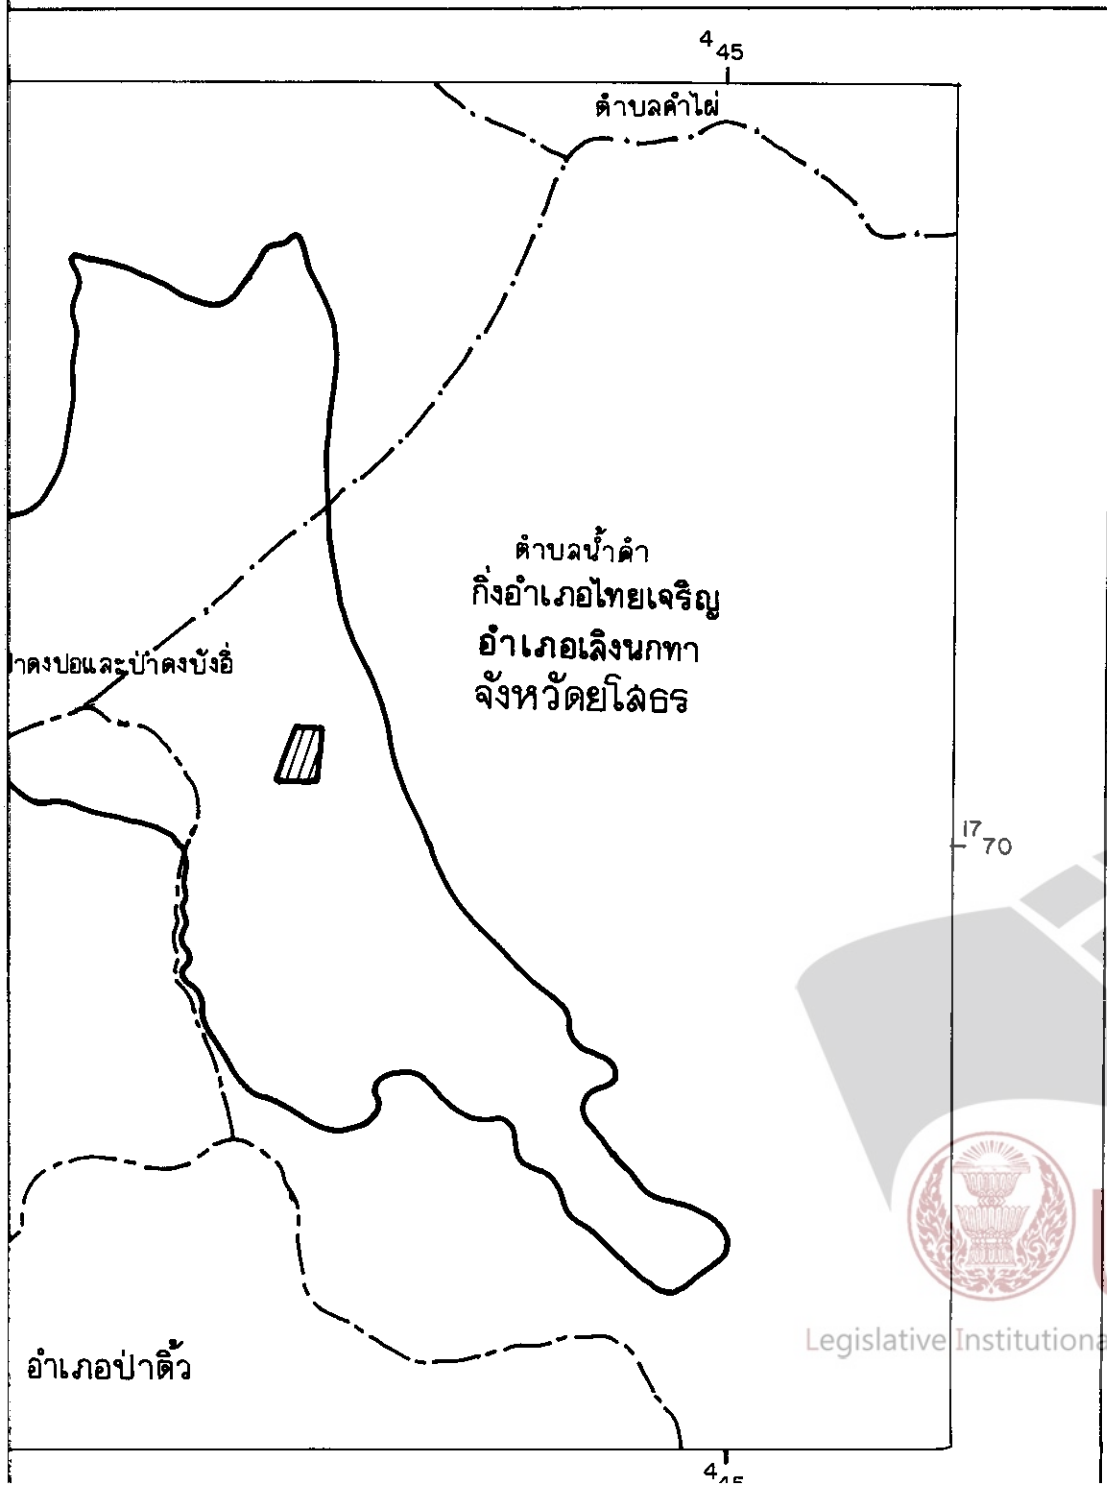 4 45
ตำบลคำไผ่
ตำบลน้ำคำ
กิ่งอำเภอไทยเจริญ
อำเภอเลิงนกทา
จังหวัดยโสธร
าดงปอและป่าดงบังอี่
17 70
Legislative Institutiona
อำเภอป่าติ้ว
4 45